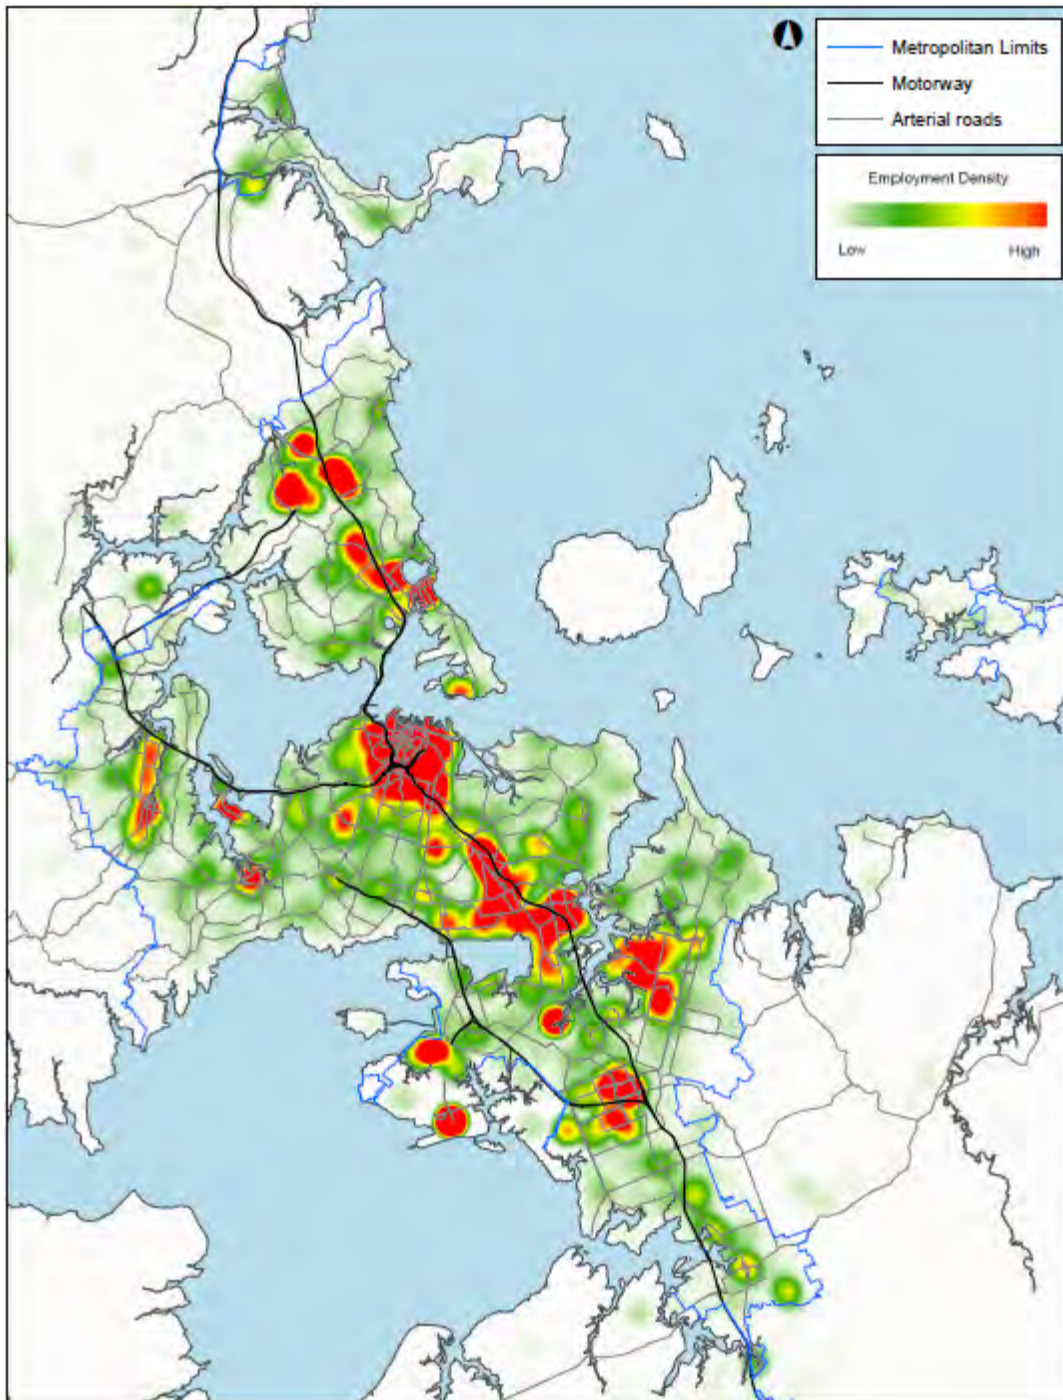 Metropolitan Limits
Motorway
Arterial roads
Employment Density
Low
High